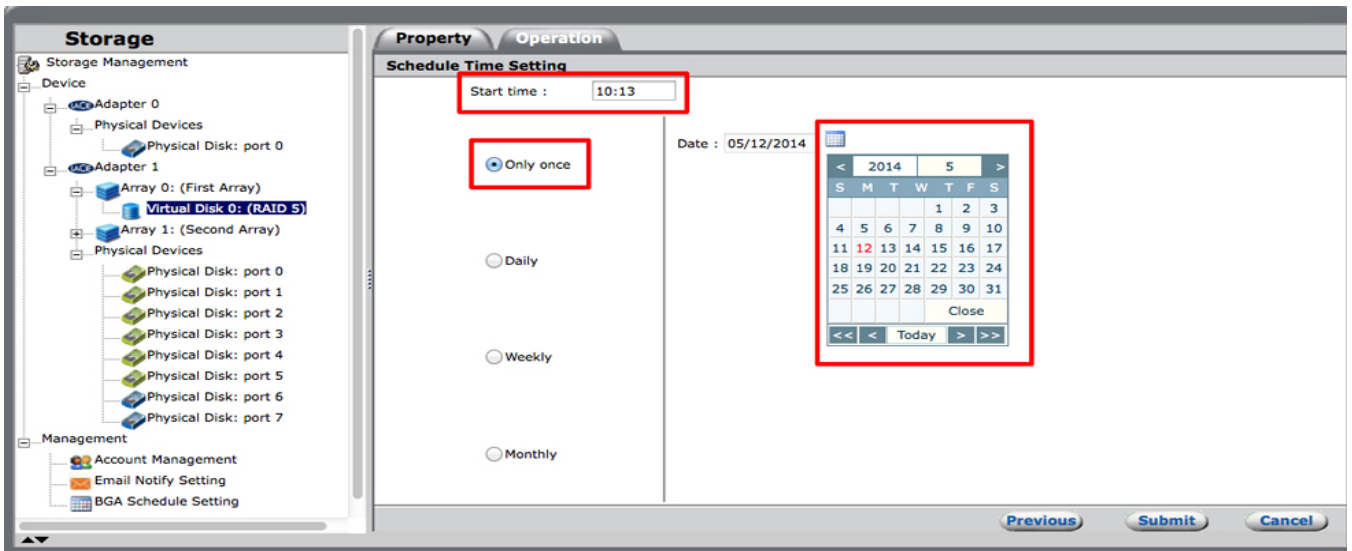 Storage
Storage Management
Device
Adapter 0
Physical Devices
Physical Disk: port 0
Adapter 1
Array 0: (First Array)
Virtual Disk 0: (RAID 5)
Array 1: (Second Array)
Physical Devices
Physical Disk: port 0
Physical Disk: port 1
Physical Disk: port 2
Physical Disk: port 3
Physical Disk: port 4
Physical Disk: port 5
Physical Disk: port 6
Physical Disk: port 7
Management
Account Management
Email Notify Setting
BGA Schedule Setting
Property Operation
Schedule Time Setting
Start time : 10:13
Only once
Daily
Weekly
Monthly
Date : 05/12/2014
< 2014 5 >
S M T W T F S
1 2 3
4 5 6 7 8 9 10
11 12 13 14 15 16 17
18 19 20 21 22 23 24
25 26 27 28 29 30 31
Close
<< < Today > >>
Previous Submit Cancel